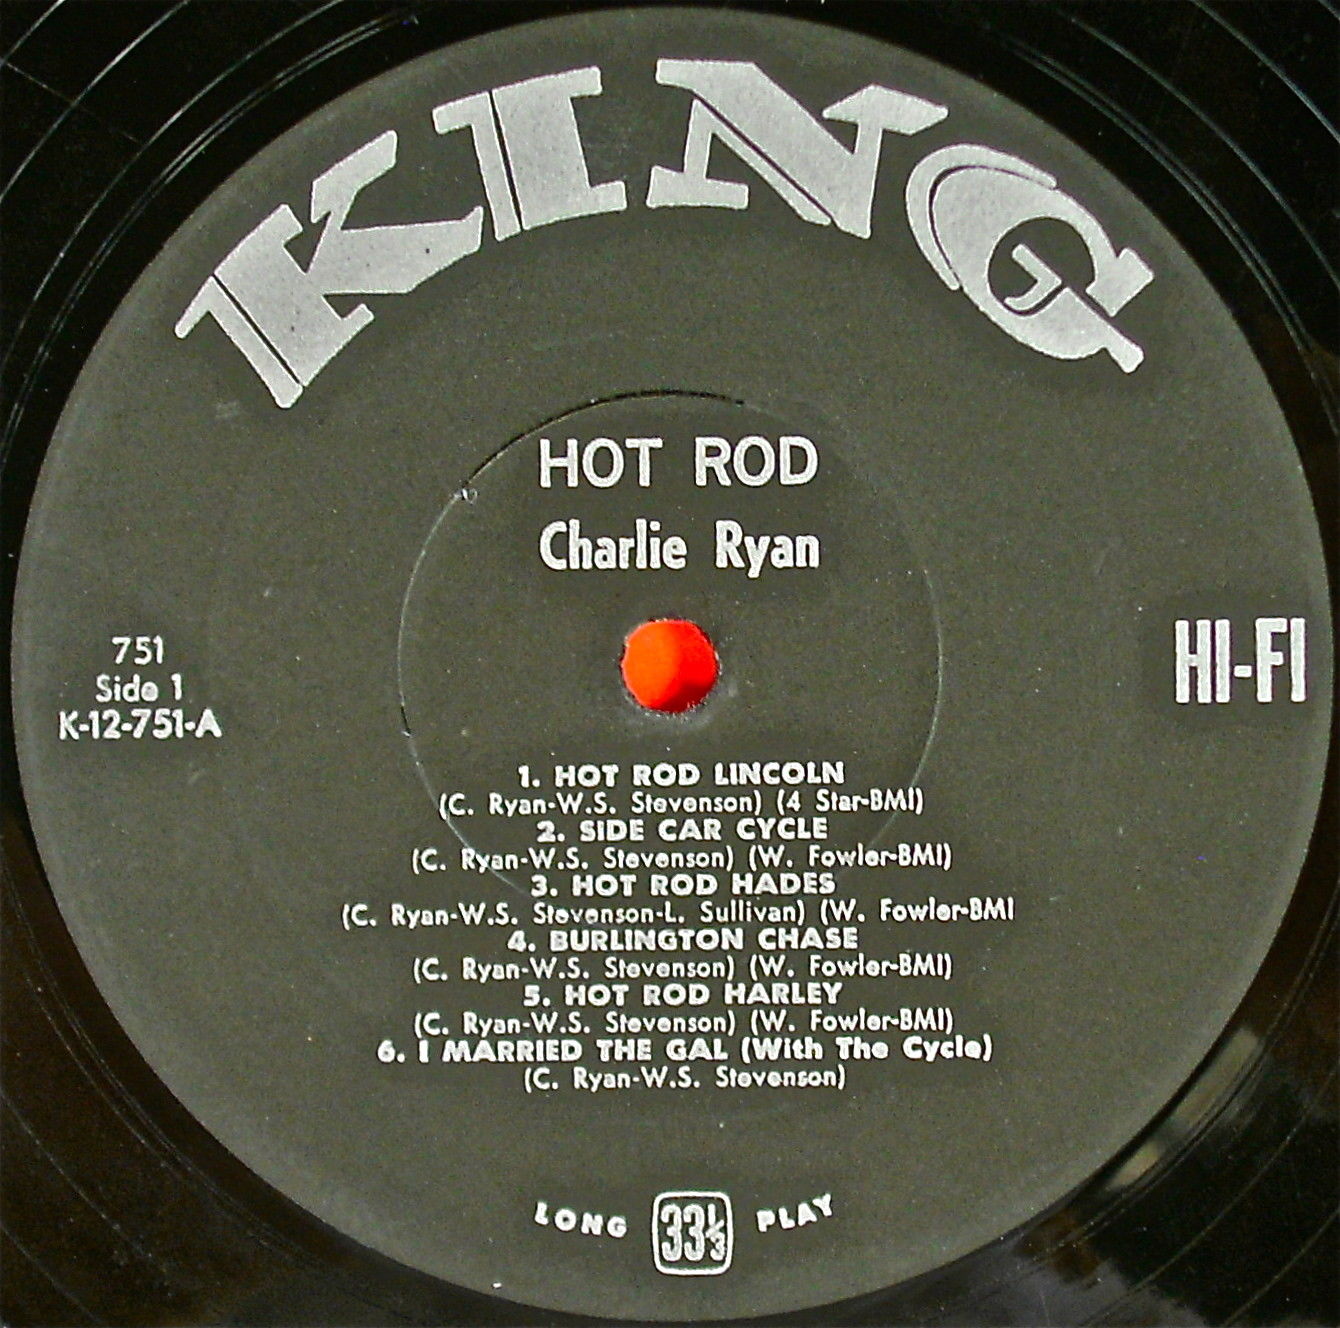 KING
HOT ROD
Charlie Ryan
751
Side 1
K-12-751-A
HI-FI
1. HOT ROD LINCOLN
(C. Ryan-W.S. Stevenson) (4 Star-BMI)
2. SIDE CAR CYCLE
(C. Ryan-W.S. Stevenson) (W. Fowler-BMI)
3. HOT ROD HADES
(C. Ryan-W.S. Stevenson-L. Sullivan) (W. Fowler-BMI
4. BURLINGTON CHASE
(C. Ryan-W.S. Stevenson) (W. Fowler-BMI)
5. HOT ROD HARLEY
(C. Ryan-W.S. Stevenson) (W. Fowler-BMI)
6. I MARRIED THE GAL (With The Cycle)
(C. Ryan-W.S. Stevenson)
LONG 33⅓ PLAY